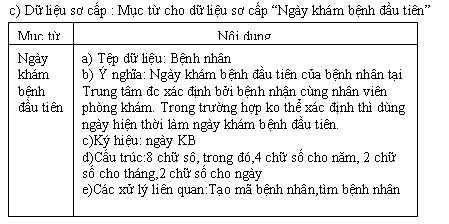 c) Dữ liệu sơ cấp : Mục từ cho dữ liệu sơ cấp “Ngày khám bệnh đầu tiên”
Mục từ
Nội dung
Ngày
khám
bệnh
đầu tiên
a) Tệp dữ liệu: Bệnh nhân
b) Ý nghĩa: Ngày khám bệnh đầu tiên của bệnh nhân tại
Trung tâm đc xác định bởi bệnh nhân cùng nhân viên
phòng khám. Trong trường hợp ko thể xác định thì dùng
ngày hiện thời làm ngày khám bệnh đầu tiên.
c)Ký hiệu: ngày KB
d)Cấu trúc:8 chữ số, trong đó,4 chữ số cho năm, 2 chữ
số cho tháng,2 chữ số cho ngày
e)Các xử lý liên quan:Tạo mã bệnh nhân,tìm bệnh nhân